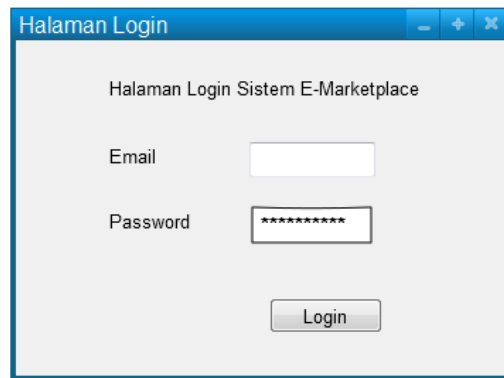 Halaman Login
Halaman Login Sistem E-Marketplace
Email
Password
**********
Login